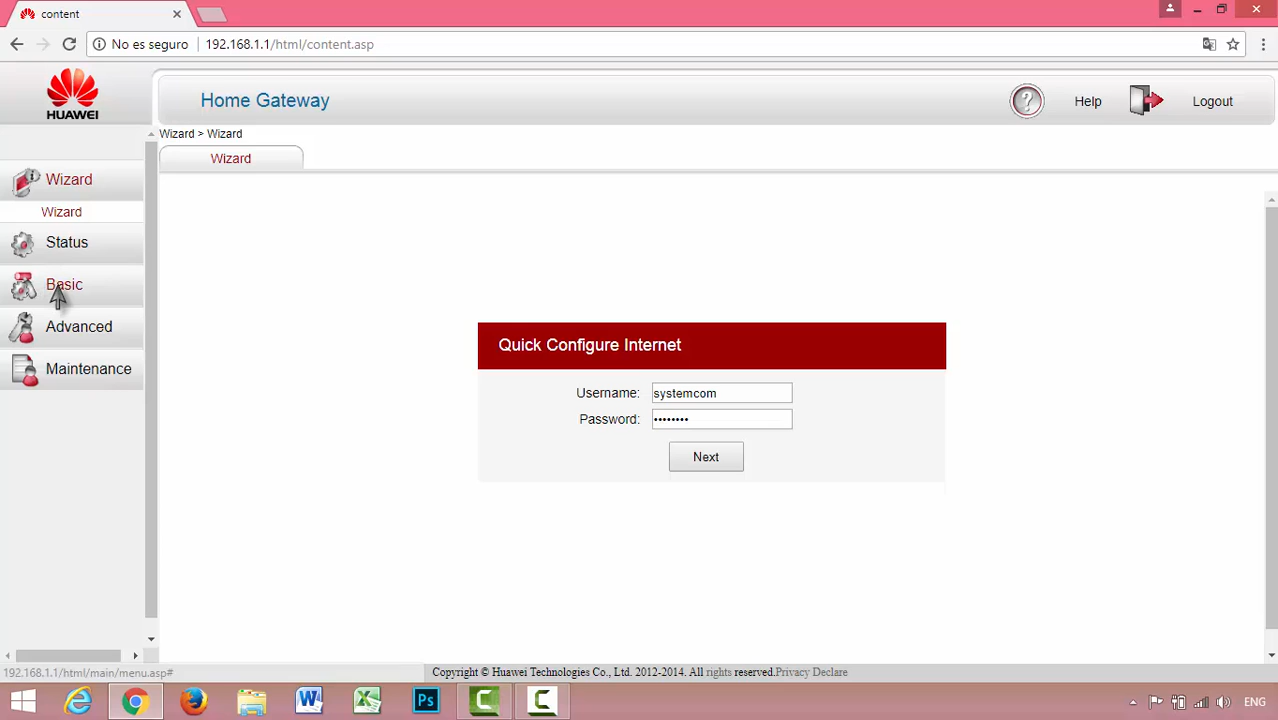 content
No es seguro
192.168.1.1/html/content.asp
HUAWEI
Home Gateway
Help
Logout
Wizard > Wizard
Wizard
Wizard
Wizard
Status
Basic
Advanced
Maintenance
Quick Configure Internet
Username:
systemcom
Password:
••••••••
Next
192.168.1.1/html/main/menu.asp#
Copyright © Huawei Technologies Co., Ltd. 2012-2014. All rights reserved.Privacy Declare
Ps
ENG